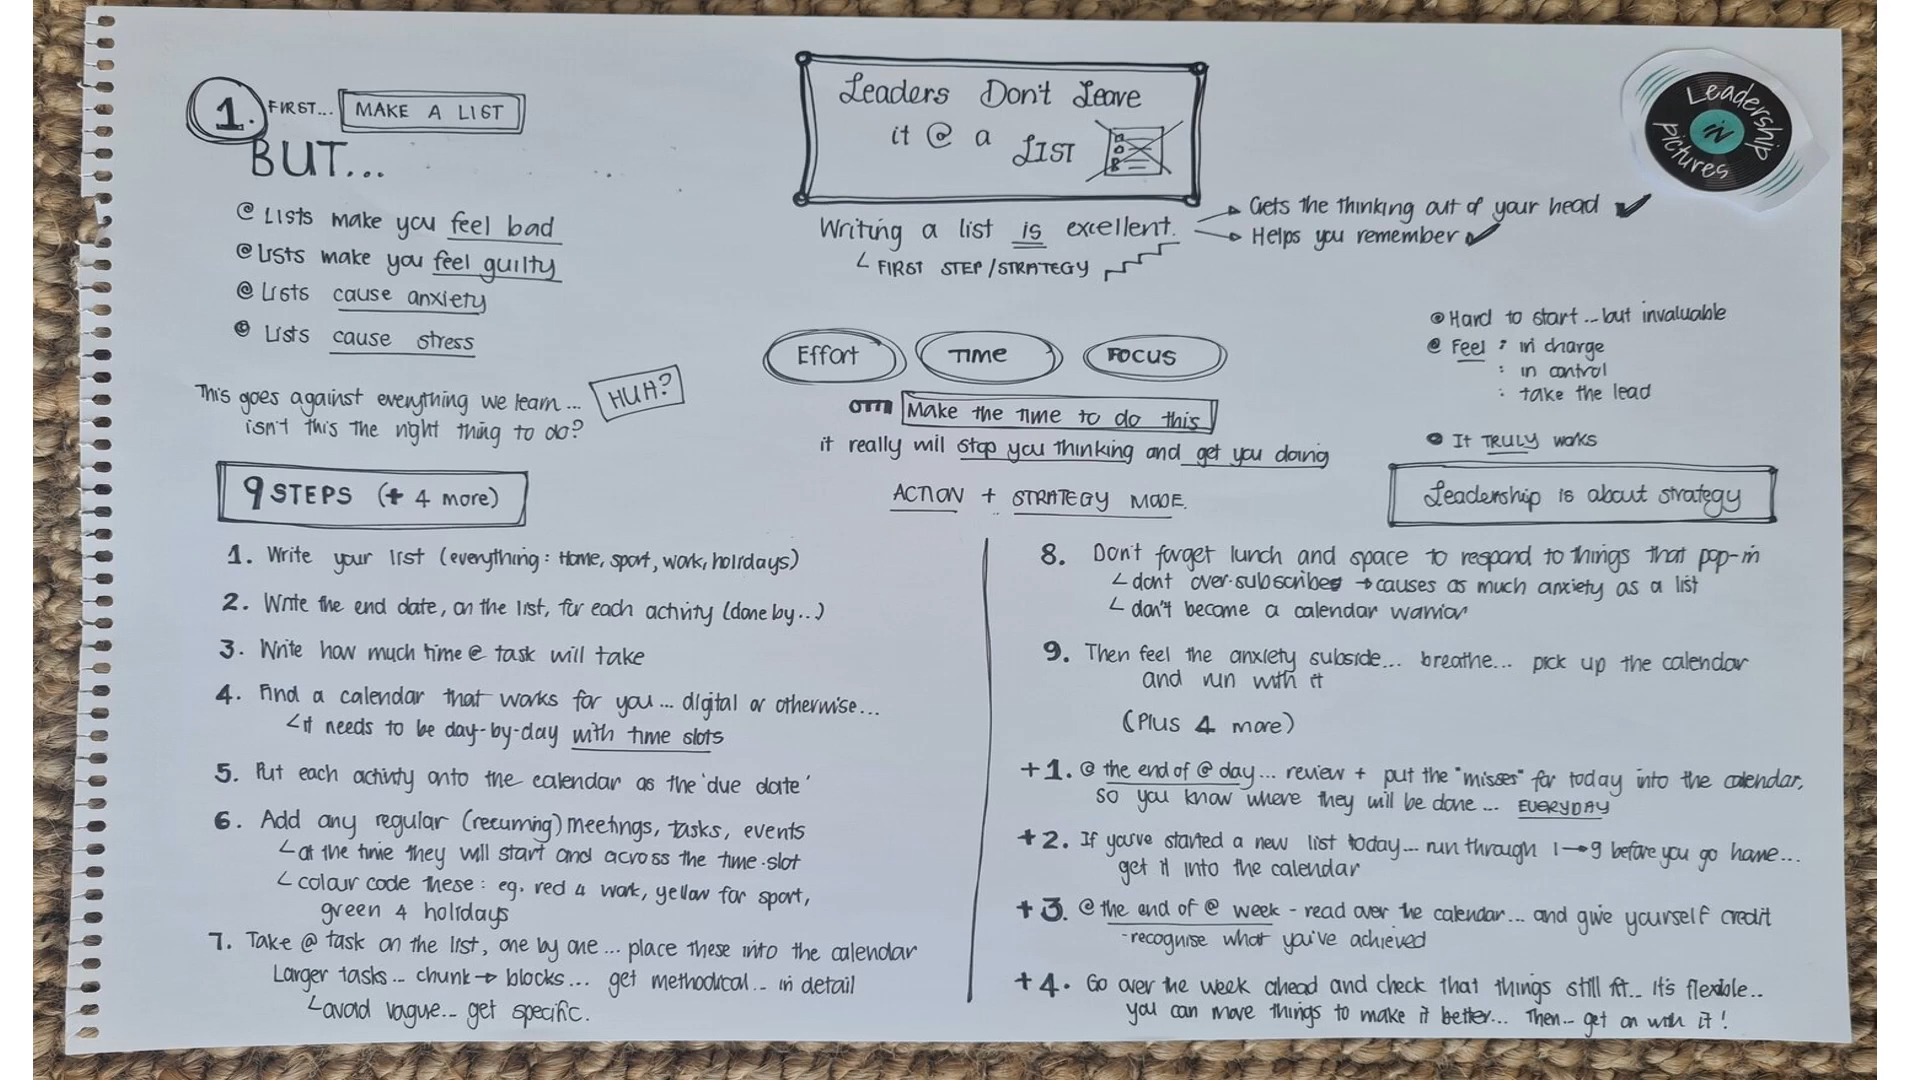 1. FIRST... MAKE A LIST
BUT...
@ Lists make you feel bad
@ Lists make you feel guilty
@ Lists cause anxiety
@ Lists cause stress
This goes against everything we learn... HUH?
isn't this the right thing to do?
Leaders Don't Leave
it @ a LIST
Writing a list is excellent.
FIRST STEP/STRATEGY
Gets the thinking out of your head
Helps you remember
Leadership
in
pictures
Effort TIME FOCUS
Make the time to do this
it really will stop you thinking and get you doing
ACTION + STRATEGY MODE.
@ Hard to start... but invaluable
@ Feel : in charge
: in control
: take the lead
@ It TRULY works
Leadership is about strategy
9 STEPS (+ 4 more)
1. Write your list (everything: Home, sport, work, holidays)
2. Write the end date, on the list, for each activity (done by...)
3. Write how much time @ task will take
4. Find a calendar that works for you... digital or otherwise...
it needs to be day-by-day with time slots
5. Put each activity onto the calendar as the 'due date'
6. Add any regular (recurring) meetings, tasks, events
at the time they will start and across the time-slot
colour code these: eg. red 4 work, yellow for sport,
green 4 holidays
7. Take @ task on the list, one by one... place these into the calendar
Larger tasks... chunk → blocks... get methodical... in detail
avoid vague... get specific.
8. Don't forget lunch and space to respond to things that pop-in
dont over-subscribe → causes as much anxiety as a list
don't become a calendar warrior
9. Then feel the anxiety subside... breathe... pick up the calendar
and run with it
(Plus 4 more)
+1. @ the end of @ day... review + put the "misses" for today into the calendar,
so you know where they will be done... EVERYDAY
+2. If you've started a new list today... run through 1→9 before you go home...
get it into the calendar
+3. @ the end of @ week - read over the calendar... and give yourself credit
- recognise what you've achieved
+4. Go over the week ahead and check that things still fit... it's flexible..
you can move things to make it better... Then... get on with it!